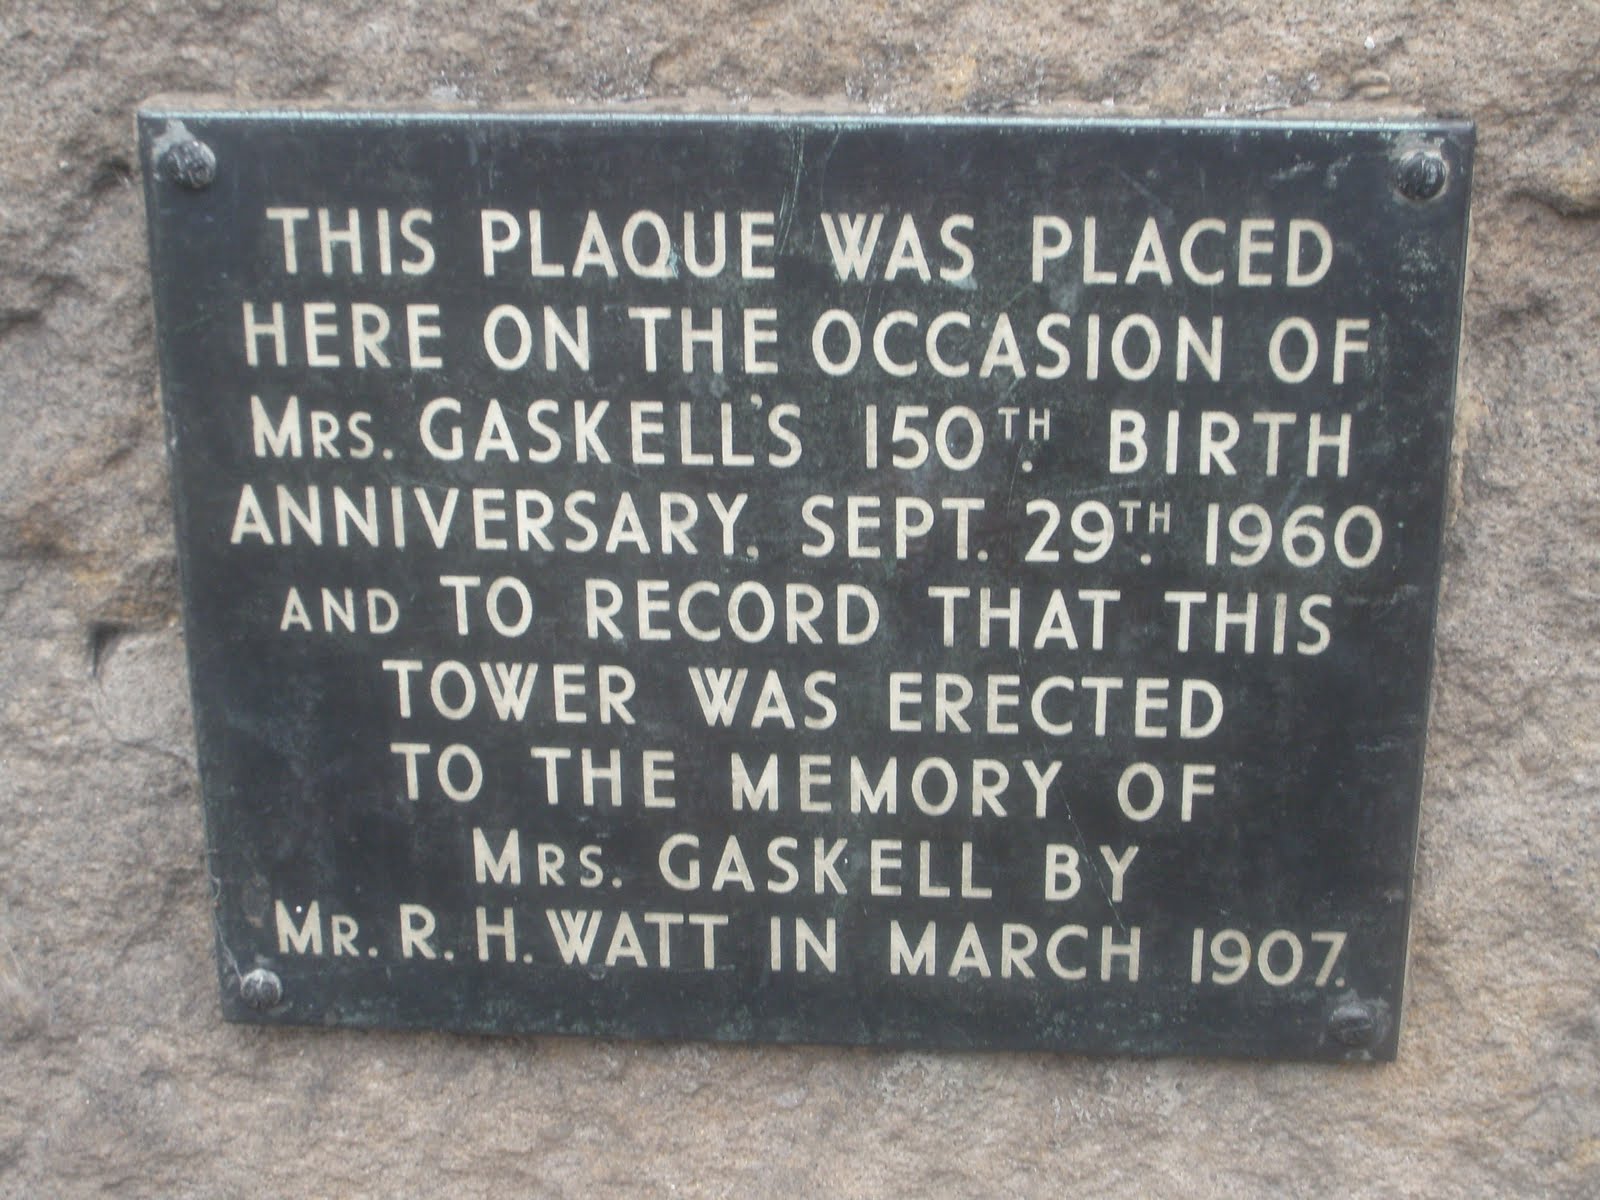 THIS PLAQUE WAS PLACED
HERE ON THE OCCASION OF
MRS. GASKELL'S 150TH. BIRTH
ANNIVERSARY. SEPT. 29TH. 1960
AND TO RECORD THAT THIS
TOWER WAS ERECTED
TO THE MEMORY OF
MRS. GASKELL BY
MR. R. H. WATT IN MARCH 1907.